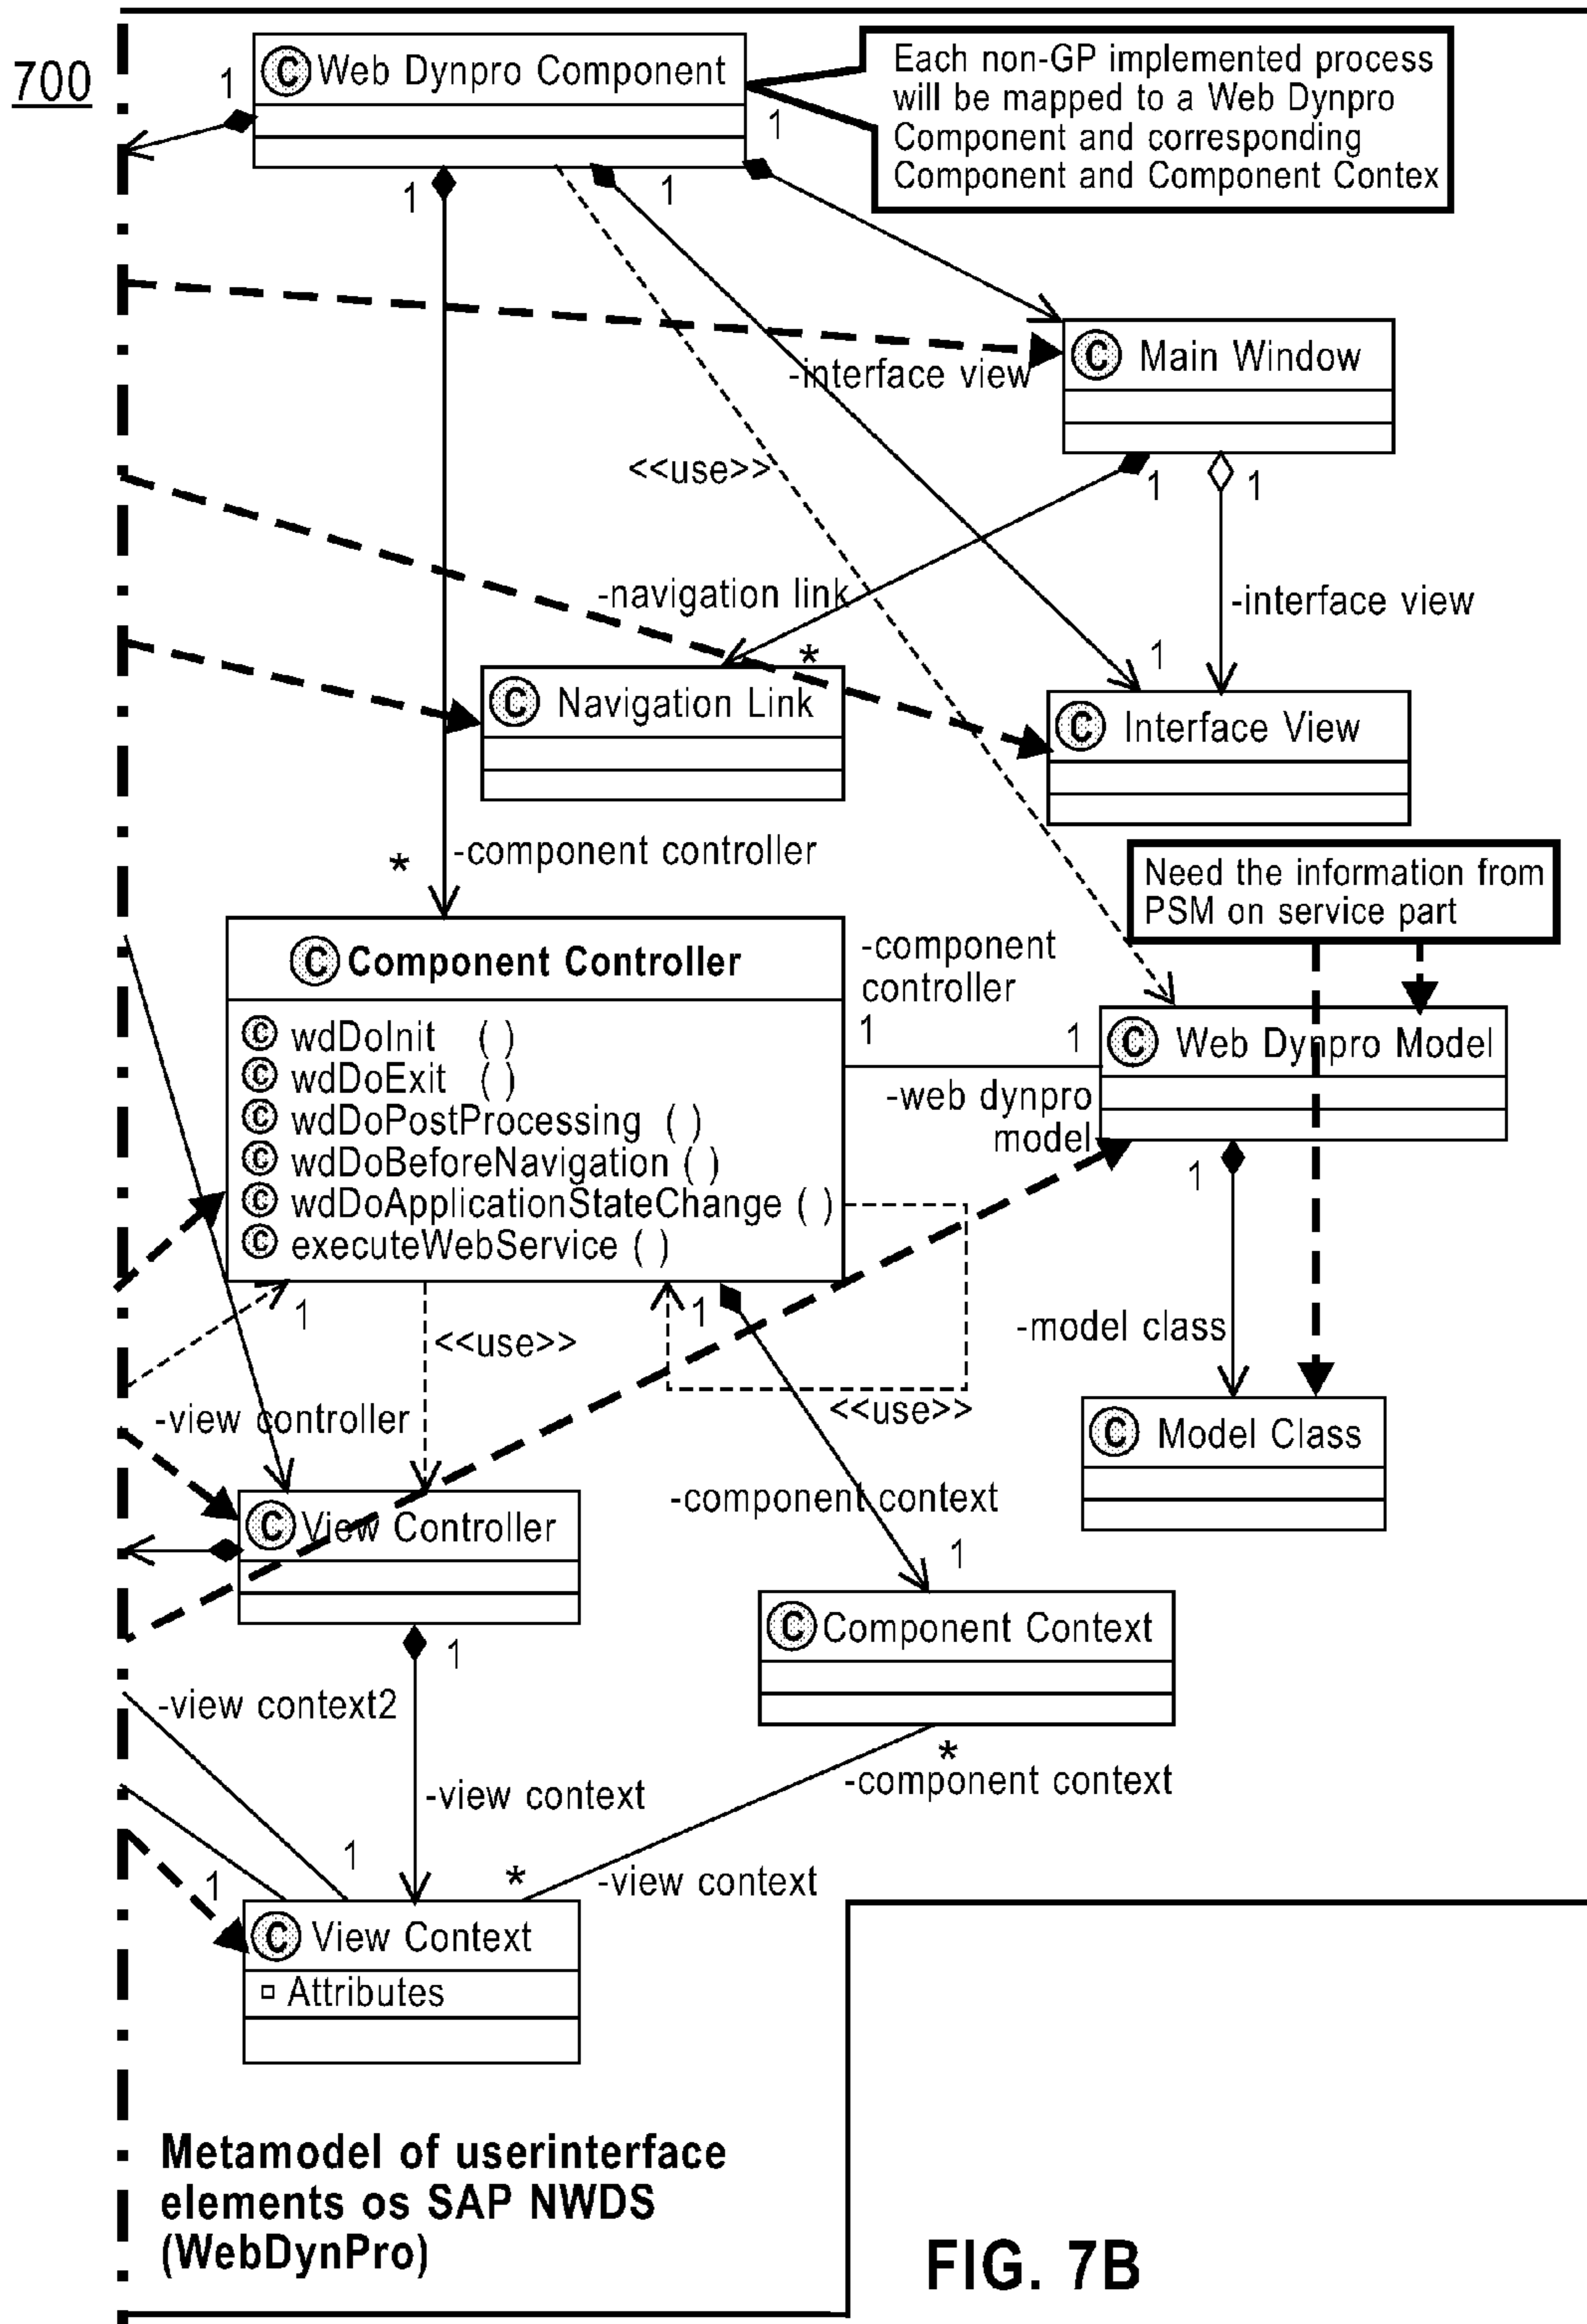 700
1
Ⓒ Web Dynpro Component
1
Each non-GP implemented process
will be mapped to a Web Dynpro
Component and corresponding
Component and Component Contex
1
1
Ⓒ Main Window
-interface view
<<use>>
1
1
-navigation link
-interface view
*
1
Ⓒ Navigation Link
Ⓒ Interface View
-component controller
*
Need the information from
PSM on service part
Ⓒ Component Controller
Ⓒ wdDoInit ( )
Ⓒ wdDoExit ( )
Ⓒ wdDoPostProcessing ( )
Ⓒ wdDoBeforeNavigation ( )
Ⓒ wdDoApplicationStateChange ( )
Ⓒ executeWebService ( )
-component
controller
1
1
Ⓒ Web Dynpro Model
-web dynpro
model
1
1
<<use>>
1
-model class
<<use>>
-view controller
Ⓒ Model Class
-component context
Ⓒ View Controller
1
Ⓒ Component Context
1
-view context2
*
-component context
-view context
1
*
-view context
1
Ⓒ View Context
▫ Attributes
Metamodel of userinterface
elements os SAP NWDS
(WebDynPro)
FIG. 7B